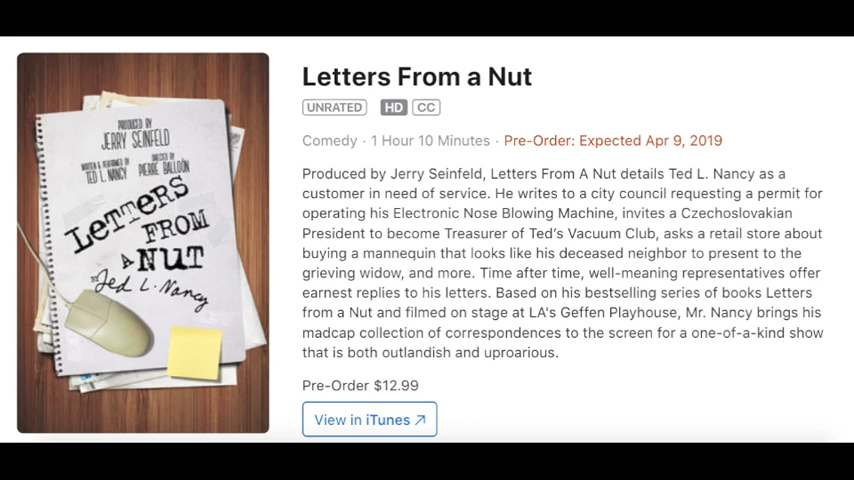 PRODUCED BY
JERRY SEINFELD
WRITTEN & PERFORMED BY
TED L. NANCY
DIRECTED BY
PIERRE BALLOÓN
LETTERS
FROM
A NUT
BY Ted L. Nancy
Letters From a Nut
UNRATED HD CC
Comedy · 1 Hour 10 Minutes · Pre-Order: Expected Apr 9, 2019
Produced by Jerry Seinfeld, Letters From A Nut details Ted L. Nancy as a
customer in need of service. He writes to a city council requesting a permit for
operating his Electronic Nose Blowing Machine, invites a Czechoslovakian
President to become Treasurer of Ted's Vacuum Club, asks a retail store about
buying a mannequin that looks like his deceased neighbor to present to the
grieving widow, and more. Time after time, well-meaning representatives offer
earnest replies to his letters. Based on his bestselling series of books Letters
from a Nut and filmed on stage at LA's Geffen Playhouse, Mr. Nancy brings his
madcap collection of correspondences to the screen for a one-of-a-kind show
that is both outlandish and uproarious.
Pre-Order $12.99
View in iTunes ↗